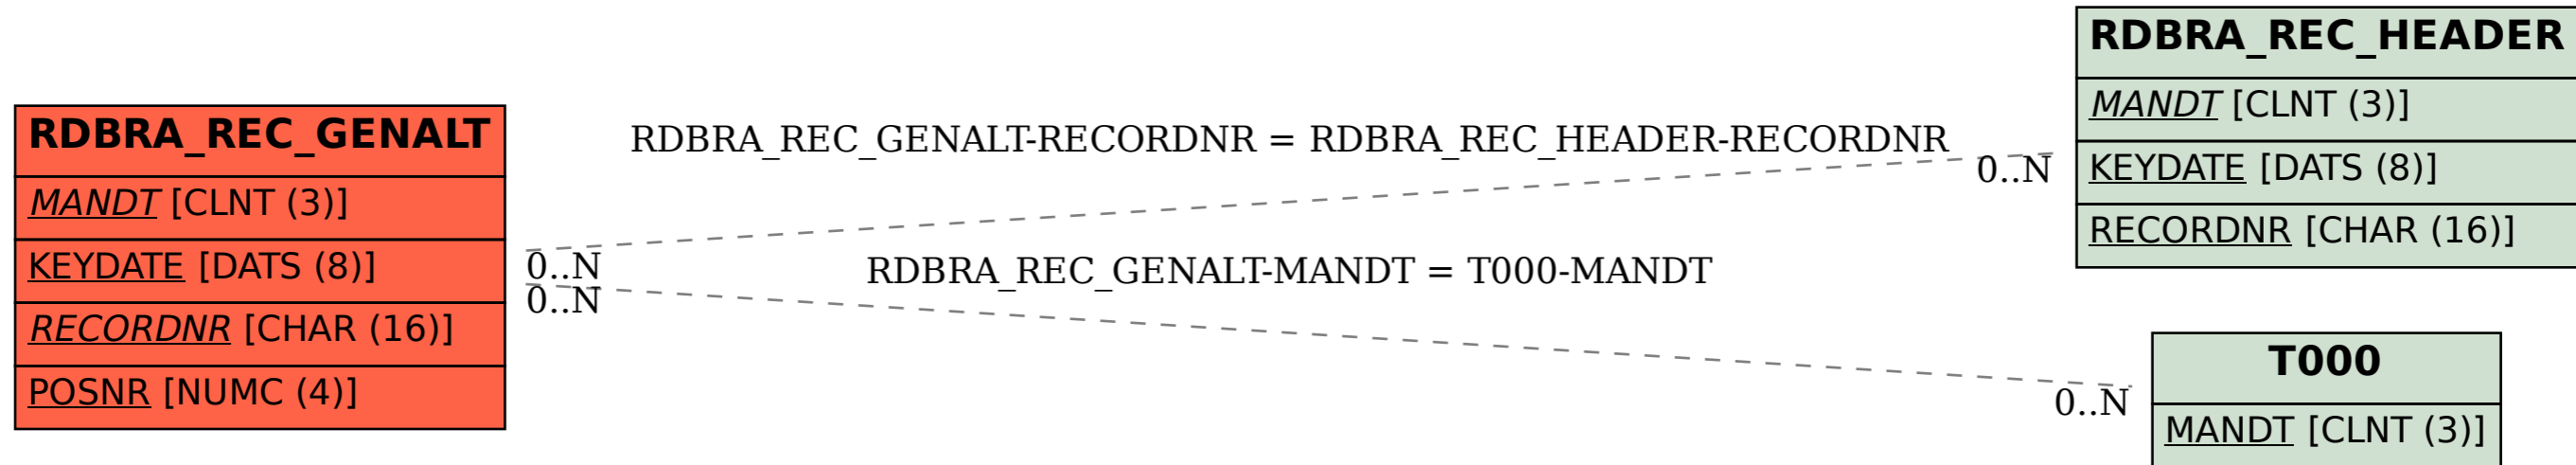 RDBRA_REC_GENALT
MANDT [CLNT (3)]
KEYDATE [DATS (8)]
RECORDNR [CHAR (16)]
POSNR [NUMC (4)]
RDBRA_REC_GENALT-RECORDNR = RDBRA_REC_HEADER-RECORDNR
0..N
0..N
RDBRA_REC_GENALT-MANDT = T000-MANDT
0..N
0..N
RDBRA_REC_HEADER
MANDT [CLNT (3)]
KEYDATE [DATS (8)]
RECORDNR [CHAR (16)]
T000
MANDT [CLNT (3)]